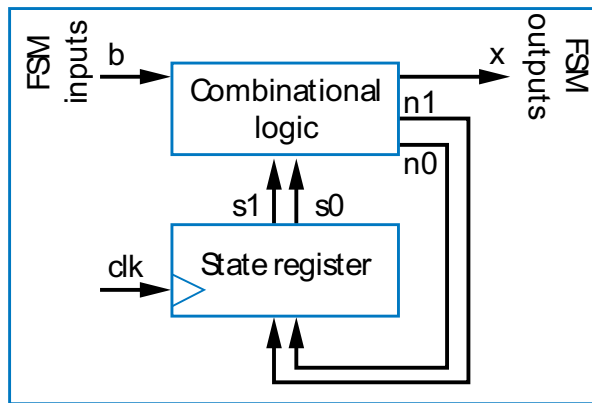 FSM
inputs
b
Combinational
logic
x
FSM
outputs
n1
n0
s1
s0
clk
State register